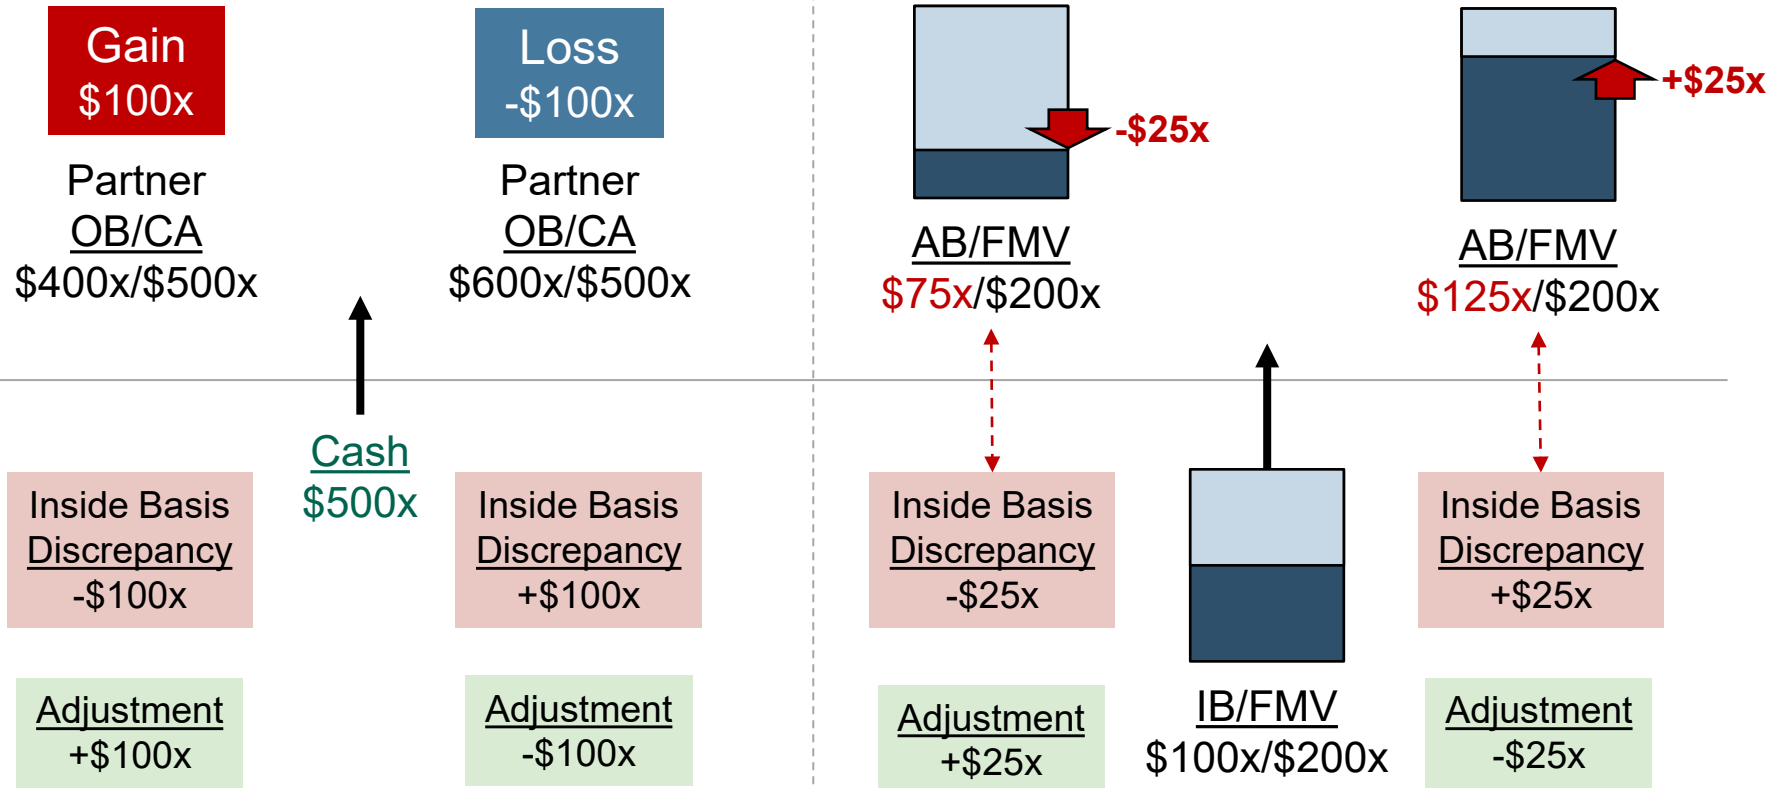 Gain
$100x
Partner
OB/CA
$400x/$500x
Loss
-$100x
Partner
OB/CA
$600x/$500x
Cash
$500x
Inside Basis
Discrepancy
-$100x
Adjustment
+$100x
Inside Basis
Discrepancy
+$100x
Adjustment
-$100x
-$25x
AB/FMV
$75x/$200x
+$25x
AB/FMV
$125x/$200x
Inside Basis
Discrepancy
-$25x
Adjustment
+$25x
IB/FMV
$100x/$200x
Inside Basis
Discrepancy
+$25x
Adjustment
-$25x